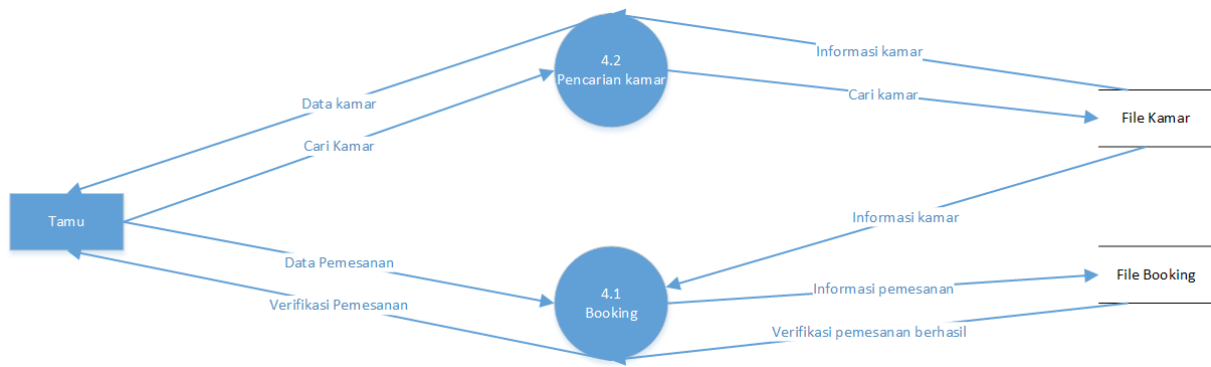 4.2
Pencarian kamar
Informasi kamar
Cari kamar
Data kamar
Cari Kamar
File Kamar
Tamu
Informasi kamar
Data Pemesanan
File Booking
4.1
Booking
Informasi pemesanan
Verifikasi Pemesanan
Verifikasi pemesanan berhasil